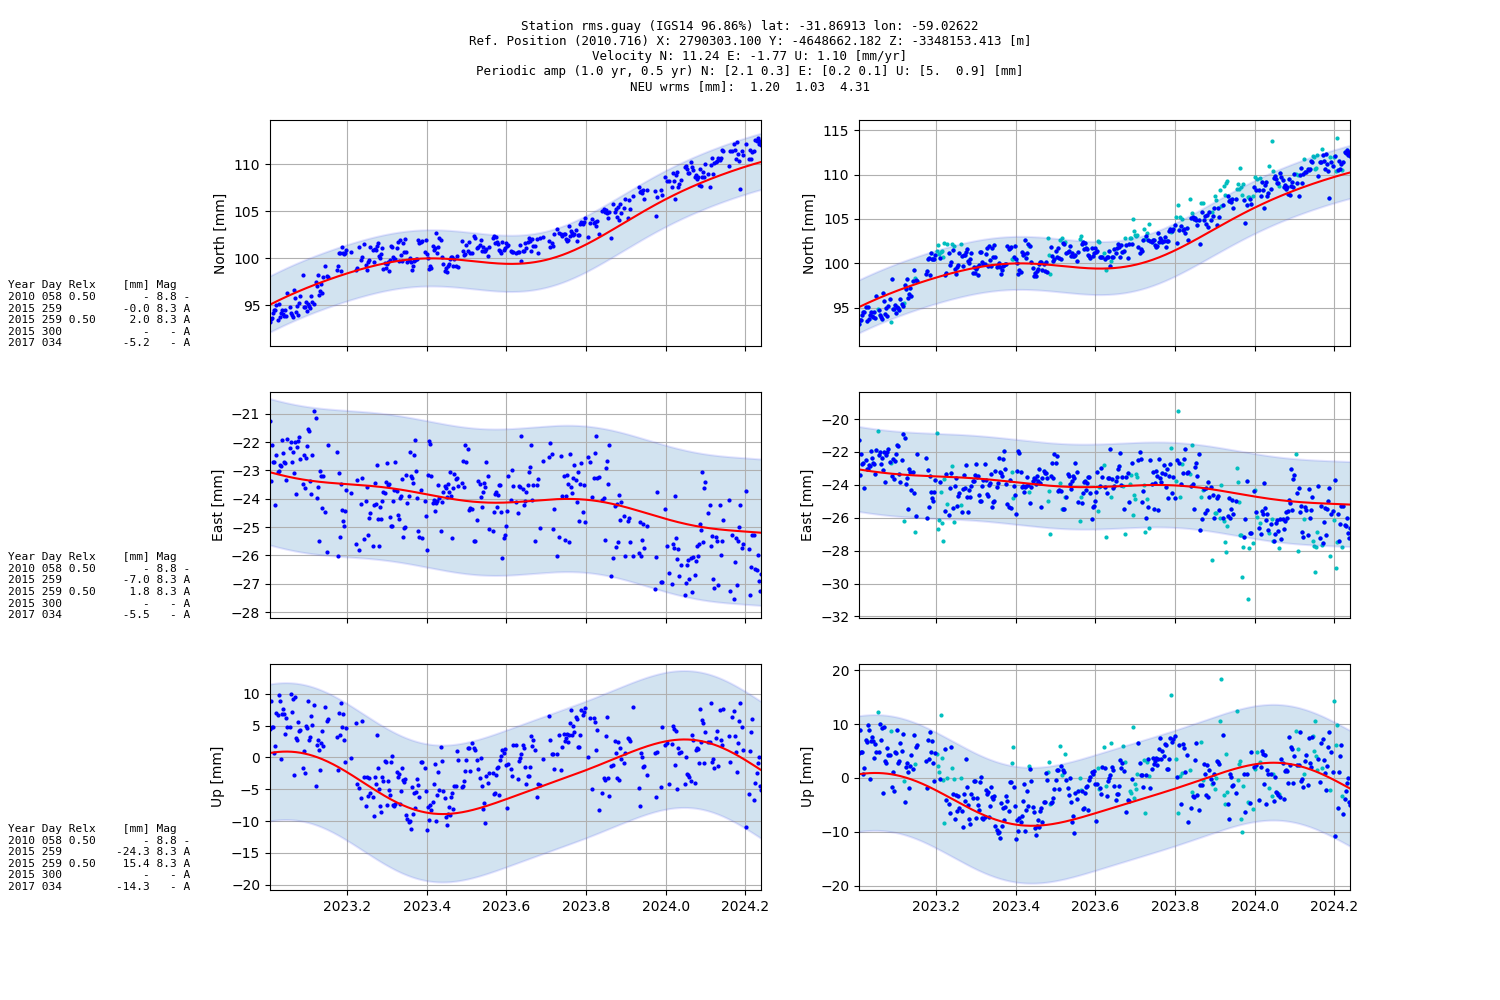 Station rms.guay (IGS14 96.86%) lat: -31.86913 lon: -59.02622
Ref. Position (2010.716) X: 2790303.100 Y: -4648662.182 Z: -3348153.413 [m]
Velocity N: 11.24 E: -1.77 U: 1.10 [mm/yr]
Periodic amp (1.0 yr, 0.5 yr) N: [2.1 0.3] E: [0.2 0.1] U: [5.  0.9] [mm]
NEU wrms [mm]:  1.20  1.03  4.31
Year Day Relx    [mm] Mag
2010 058 0.50       - 8.8 -
2015 259         -0.0 8.3 A
2015 259 0.50     2.0 8.3 A
2015 300            -   - A
2017 034         -5.2   - A
North [mm]
110
105
100
95
North [mm]
115
110
105
100
95
Year Day Relx    [mm] Mag
2010 058 0.50       - 8.8 -
2015 259         -7.0 8.3 A
2015 259 0.50     1.8 8.3 A
2015 300            -   - A
2017 034         -5.5   - A
East [mm]
−21
−22
−23
−24
−25
−26
−27
−28
East [mm]
−20
−22
−24
−26
−28
−30
−32
Year Day Relx    [mm] Mag
2010 058 0.50       - 8.8 -
2015 259        -24.3 8.3 A
2015 259 0.50    15.4 8.3 A
2015 300            -   - A
2017 034        -14.3   - A
Up [mm]
10
5
0
−5
−10
−15
−20
2023.2 2023.4 2023.6 2023.8 2024.0 2024.2
Up [mm]
20
10
0
−10
−20
2023.2 2023.4 2023.6 2023.8 2024.0 2024.2